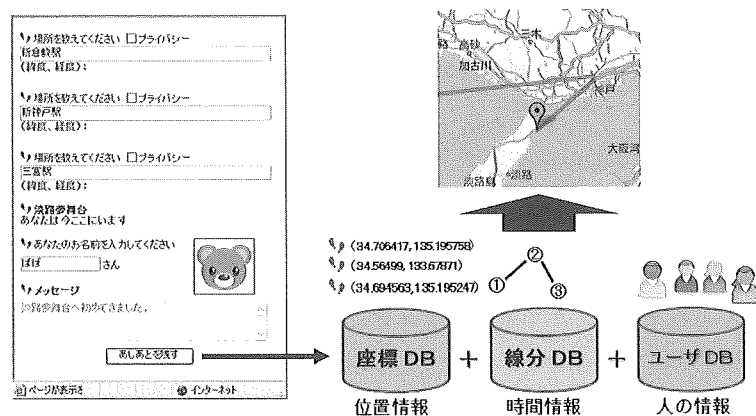 場所を教えてください □プライバシー
新倉敷駅
(緯度、経度):
場所を教えてください □プライバシー
新神戸駅
(緯度、経度):
場所を教えてください □プライバシー
三宮駅
(緯度、経度):
淡路夢舞台
あなたは今ここにいます
あなたのお名前を入力してください
ぱぱ さん
メッセージ
淡路夢舞台へ初めてきました。
あしあとを残す
ページが表示さ インターネット
三木
高砂
加古川
神戸
大阪湾
淡路島
淡路
(34.706417,135.195758)
(34.56499, 133.67871)
(34.694563,135.195247)
① ② ③
座標 DB + 線分 DB + ユーザ DB
位置情報 時間情報 人の情報